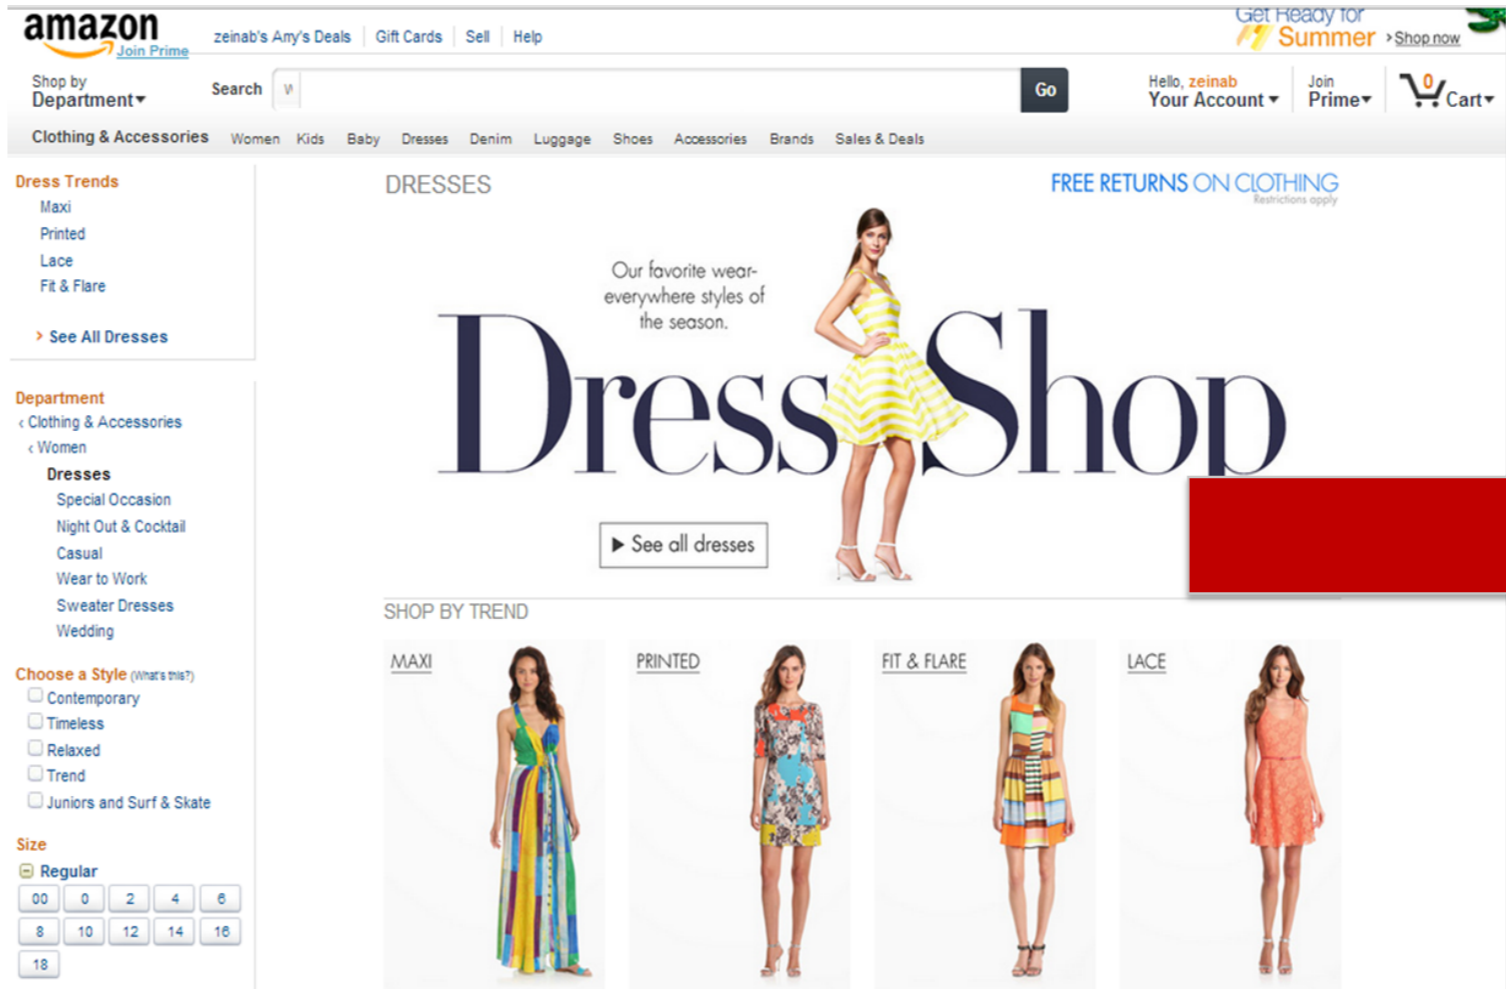 amazon
Join Prime
zeinab's Any's Deals
Gift Cards
Sell
Help
Get Ready for
Summer
› Shop now
Shop by
Department
Search
Go
Hello, zeinab
Your Account
Join
Prime
0
Cart
Clothing & Accessories Women Kids Baby Dresses Denim Luggage Shoes Accessories Brands Sales & Deals
Dress Trends
Maxi
Printed
Lace
Fit & Flare
› See All Dresses
Department
‹ Clothing & Accessories
‹ Women
Dresses
Special Occasion
Night Out & Cocktail
Casual
Wear to Work
Sweater Dresses
Wedding
Choose a Style (What's this?)
Contemporary
Timeless
Relaxed
Trend
Juniors and Surf & Skate
Size
Regular
00 0 2 4 6
8 10 12 14 16
18
DRESSES
FREE RETURNS ON CLOTHING
Restrictions apply
Our favorite wear-
everywhere styles of
the season.
Dress Shop
See all dresses
SHOP BY TREND
MAXI
PRINTED
FIT & FLARE
LACE